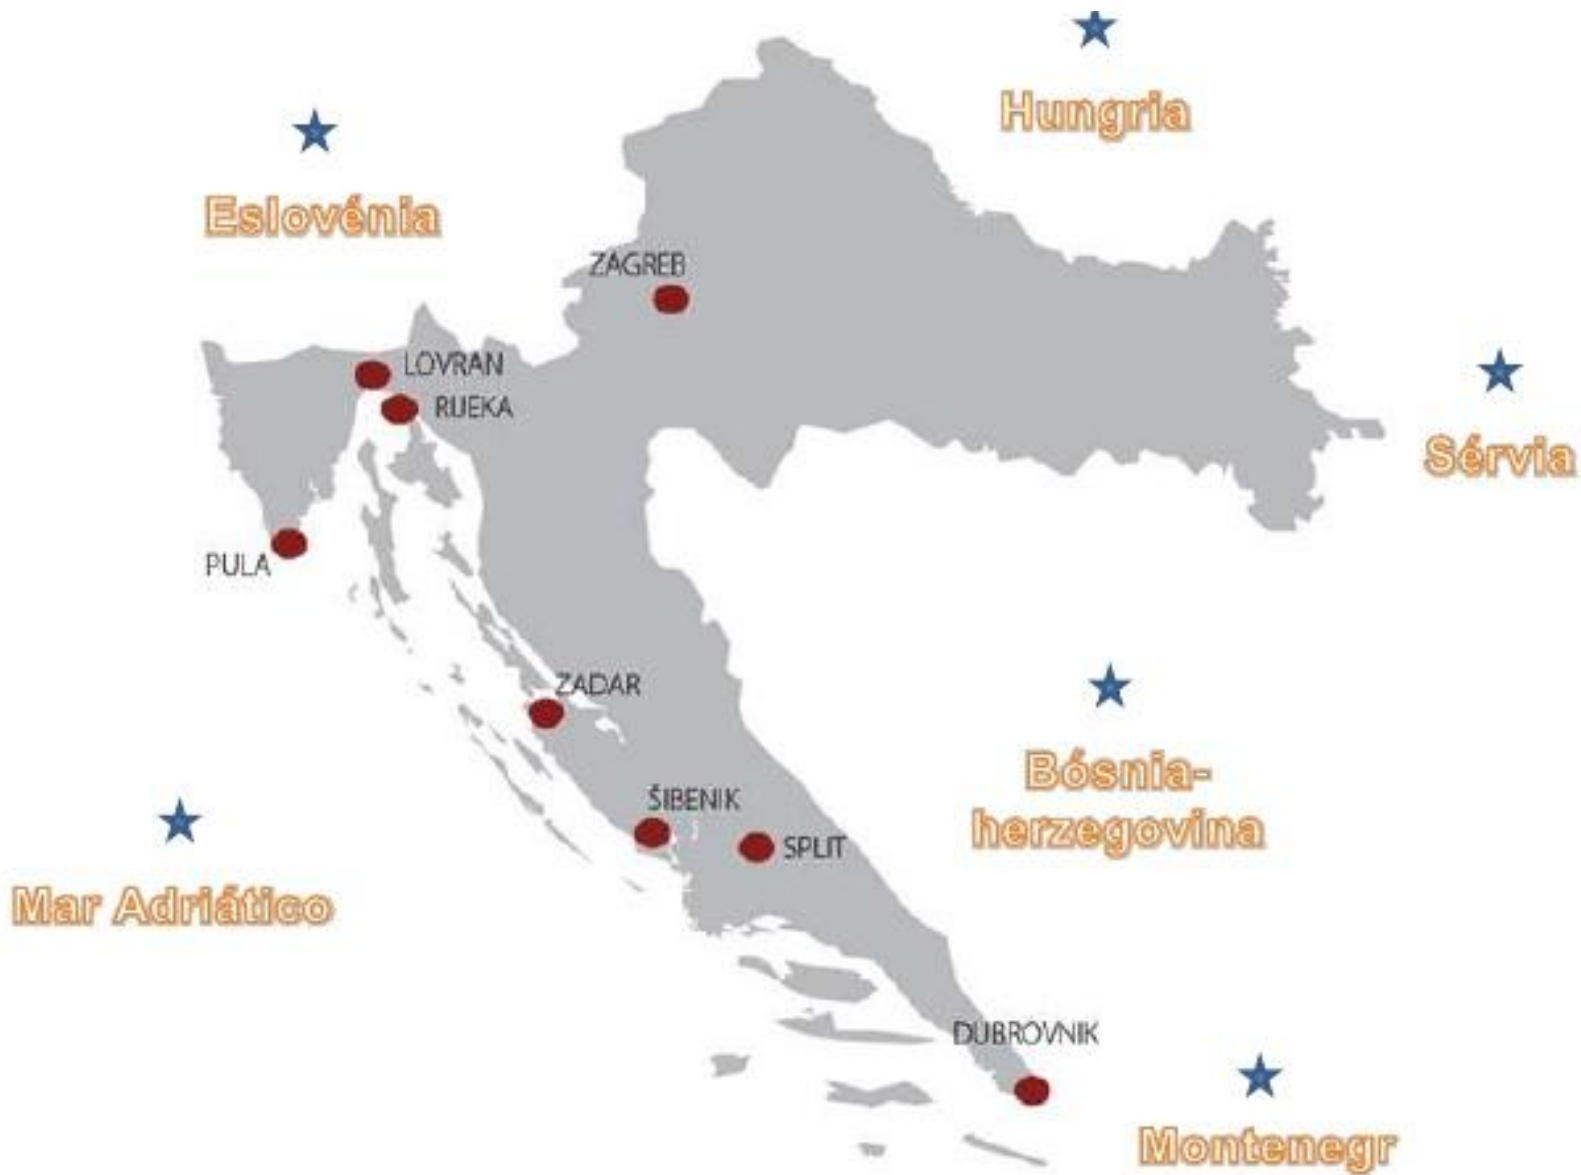 Hungria
Eslovénia
ZAGREB
LOVRAN
RIJEKA
Sérvia
PULA
ZADAR
Bósnia-
herzegovina
ŠIBENIK
SPLIT
Mar Adriático
DUBROVNIK
Montenegr